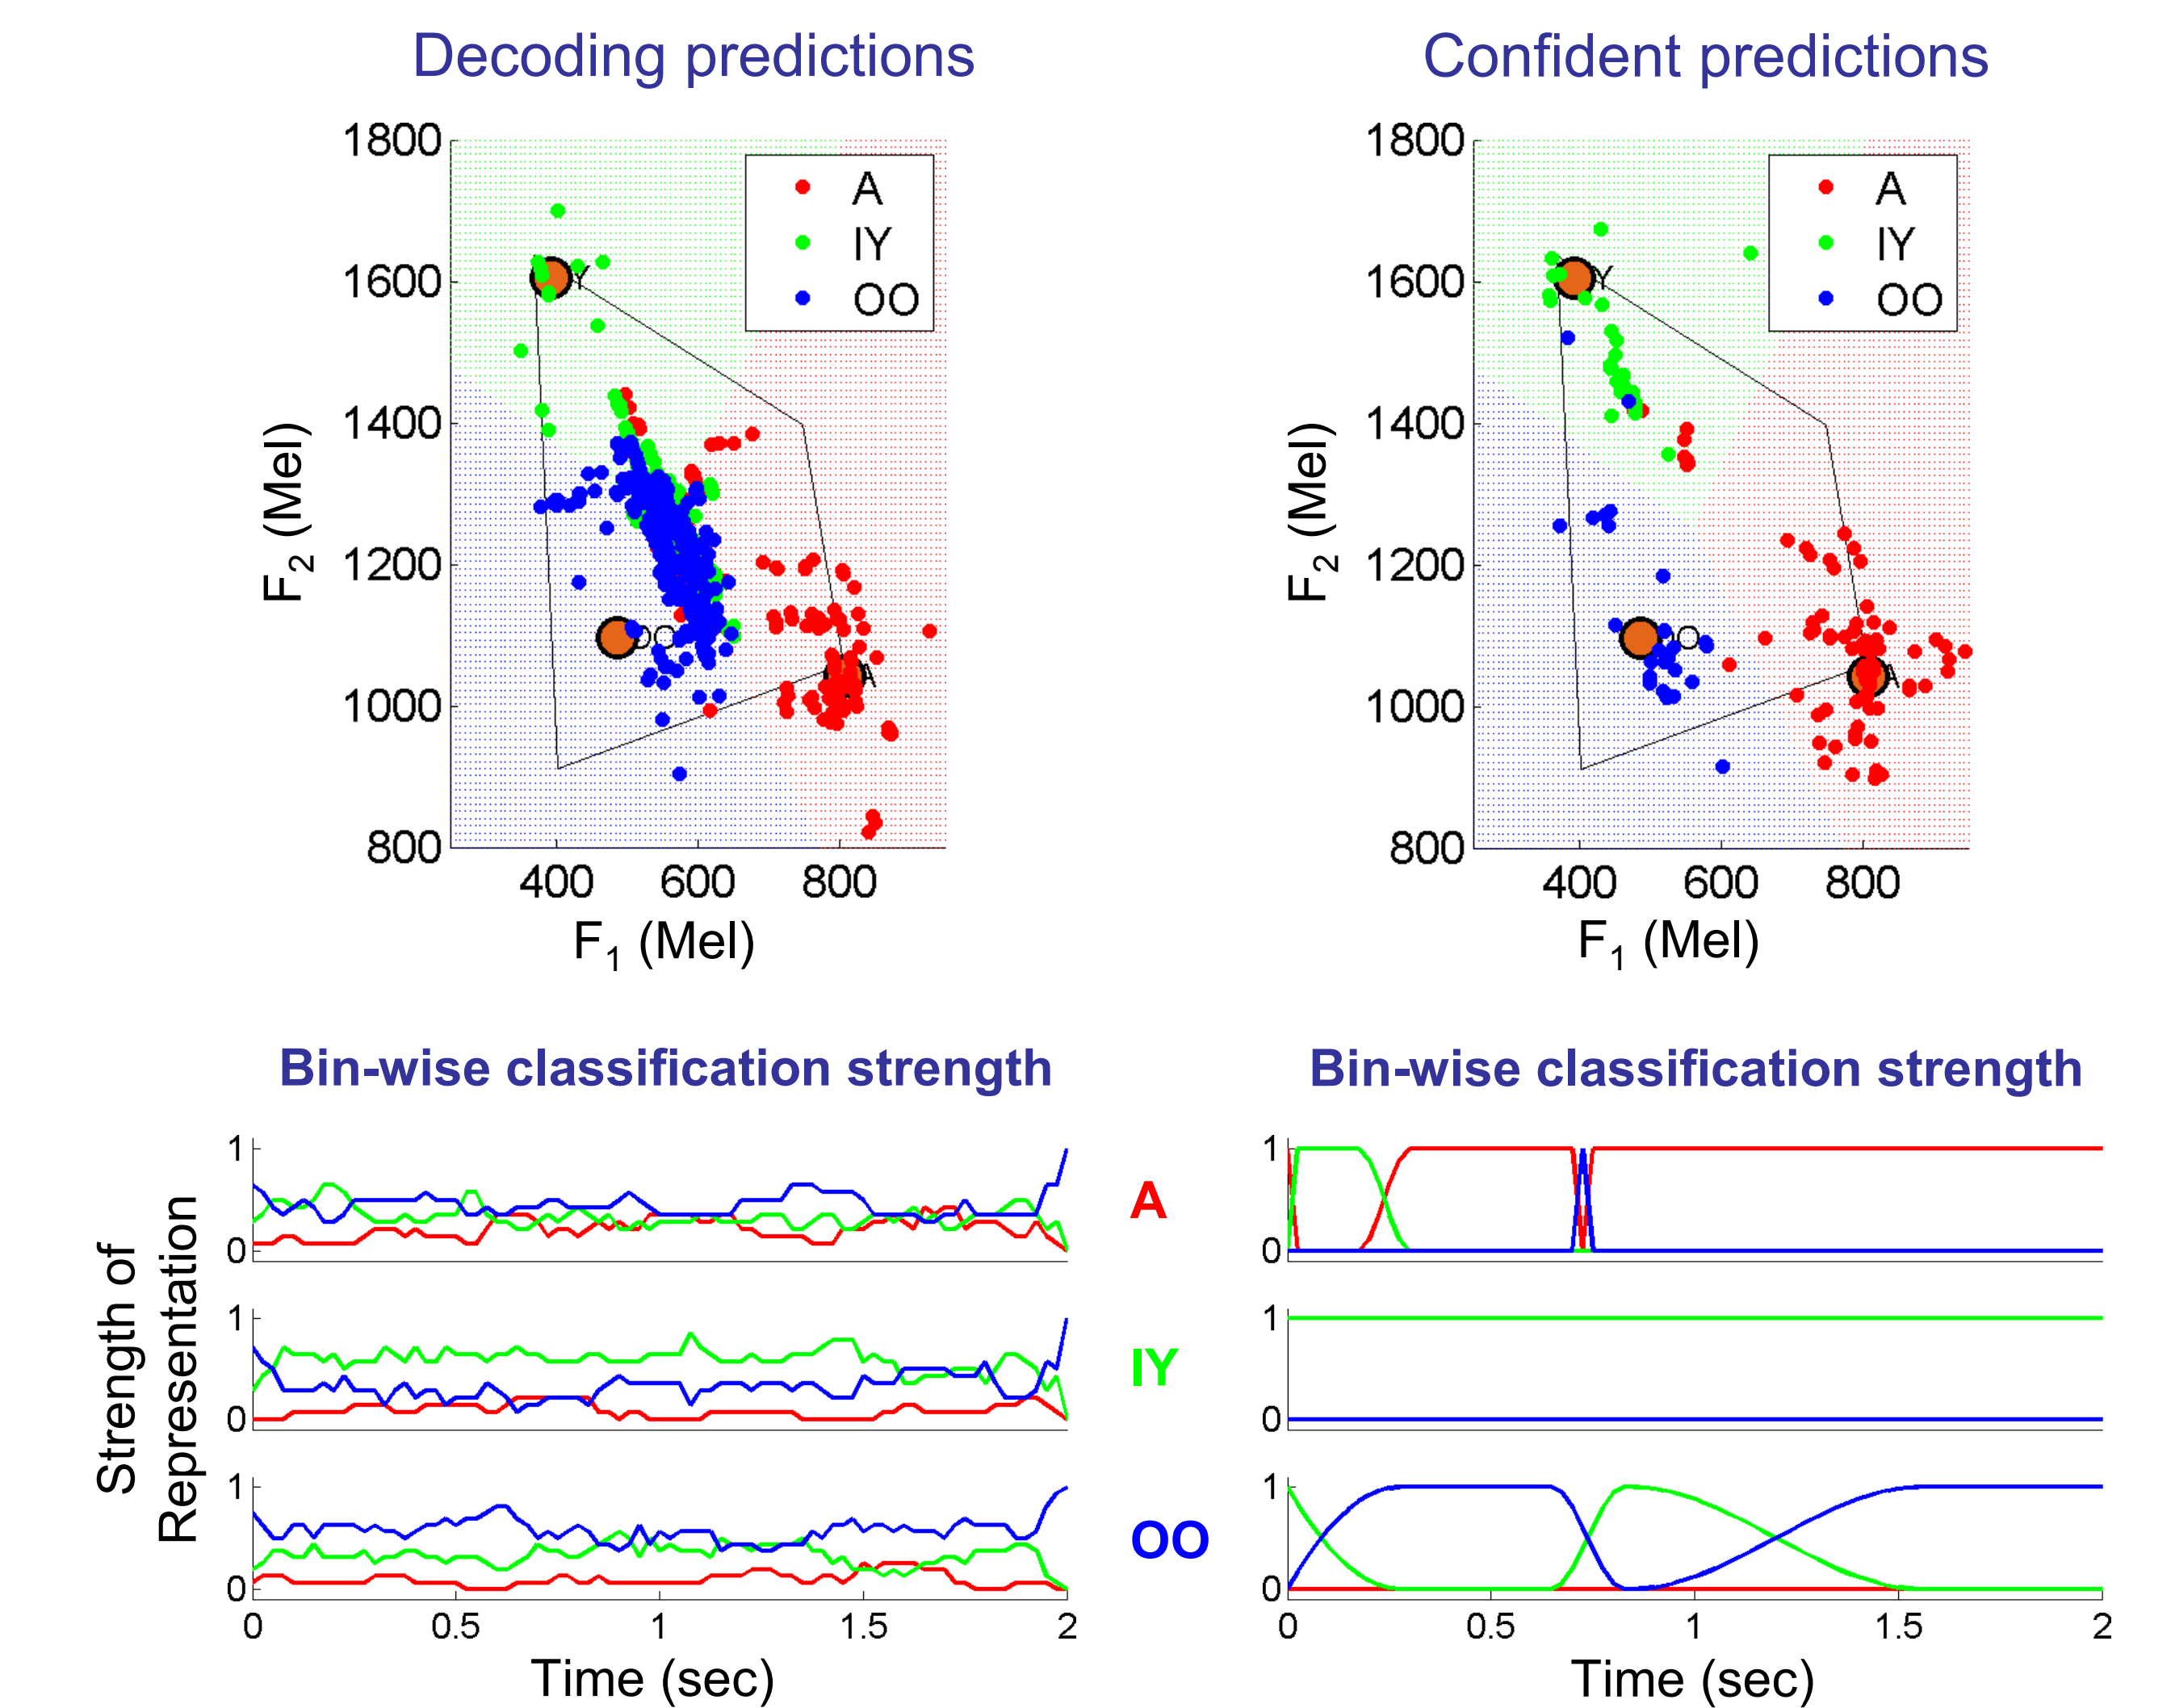 Decoding predictions
Confident predictions
1800
1600
1400
1200
1000
800
F2 (Mel)
400 600 800
F1 (Mel)
A
IY
OO
Y
OO
A
1800
1600
1400
1200
1000
800
F2 (Mel)
400 600 800
F1 (Mel)
A
IY
OO
Y
O
A
Bin-wise classification strength
Bin-wise classification strength
Strength of
Representation
1
0
A
1
0
1
0
IY
1
0
1
0
OO
1
0
0 0.5 1 1.5 2
Time (sec)
0 0.5 1 1.5 2
Time (sec)